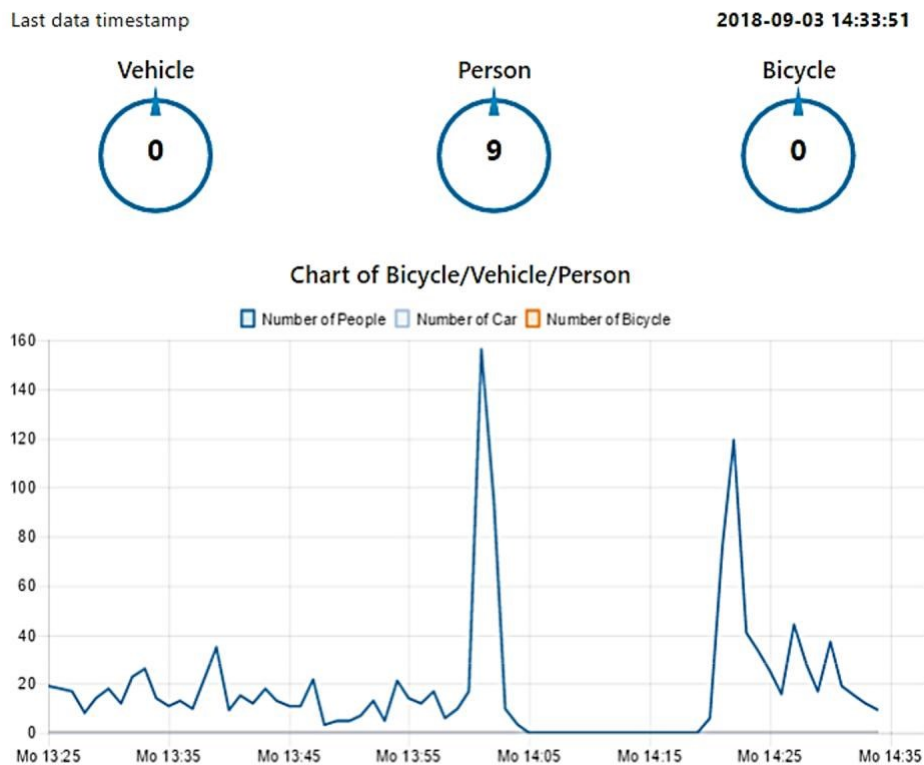 Last data timestamp 2018-09-03 14:33:51
Vehicle Person Bicycle
0 9 0
Chart of Bicycle/Vehicle/Person
Number of People Number of Car Number of Bicycle
160
140
120
100
80
60
40
20
0
Mo 13:25 Mo 13:35 Mo 13:45 Mo 13:55 Mo 14:05 Mo 14:15 Mo 14:25 Mo 14:35